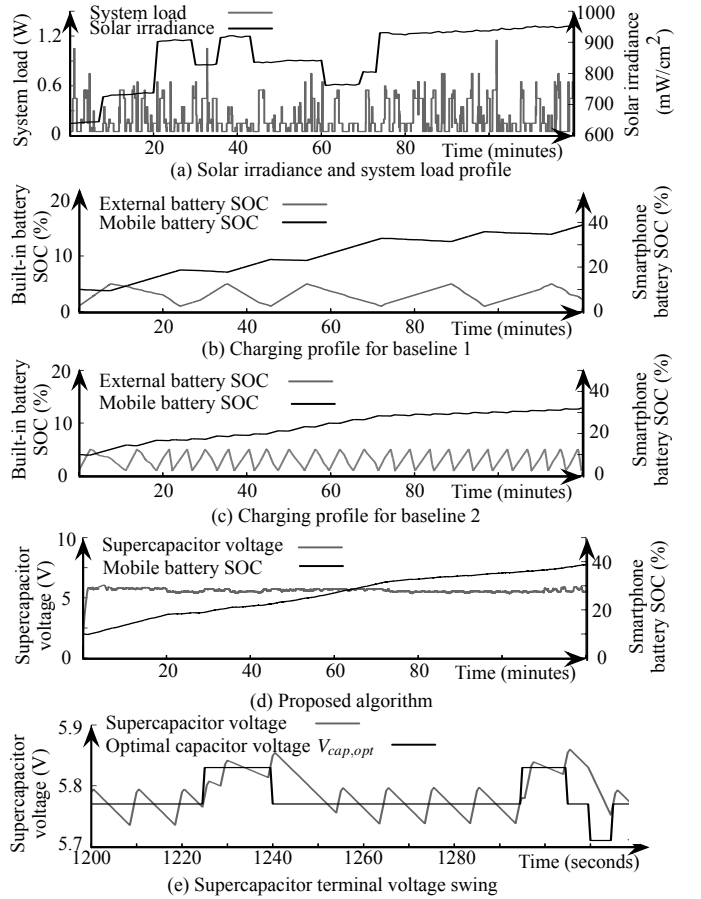 System load
Solar irradiance
System load (W)
1.2
0.6
0
1000
900
800
700
600
Solar irradiance
(mW/cm²)
20 40 60 80 Time (minutes)
(a) Solar irradiance and system load profile
External battery SOC
Mobile battery SOC
Built-in battery
SOC (%)
20
10
0
40
20
0
Smartphone
battery SOC (%)
20 40 60 80 Time (minutes)
(b) Charging profile for baseline 1
External battery SOC
Mobile battery SOC
Built-in battery
SOC (%)
20
10
0
40
20
0
Smartphone
battery SOC (%)
20 40 60 80 Time (minutes)
(c) Charging profile for baseline 2
Supercapacitor voltage
Mobile battery SOC
Supercapacitor
voltage (V)
10
5
0
40
20
0
Smartphone
battery SOC (%)
20 40 60 80 Time (minutes)
(d) Proposed algorithm
Supercapacitor voltage
Optimal capacitor voltage V_cap,opt
Supercapacitor
voltage (V)
5.9
5.8
5.7
1200 1220 1240 1260 1280 Time (seconds)
(e) Supercapacitor terminal voltage swing